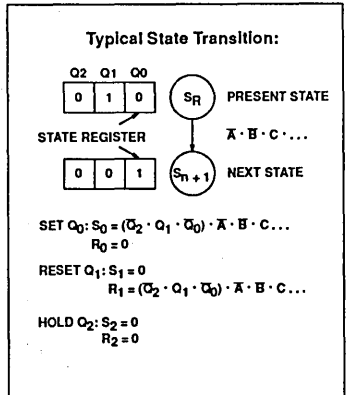 Typical State Transition:
Q2 Q1 Q0
0 1 0 SR PRESENT STATE
STATE REGISTER A̅ · B̅ · C · ...
0 0 1 Sn + 1 NEXT STATE
SET Q0: S0 = (Q̅2 · Q1 · Q̅0) · A̅ · B̅ · C ...
R0 = 0
RESET Q1: S1 = 0
R1 = (Q̅2 · Q1 · Q̅0) · A̅ · B̅ · C ...
HOLD Q2: S2 = 0
R2 = 0